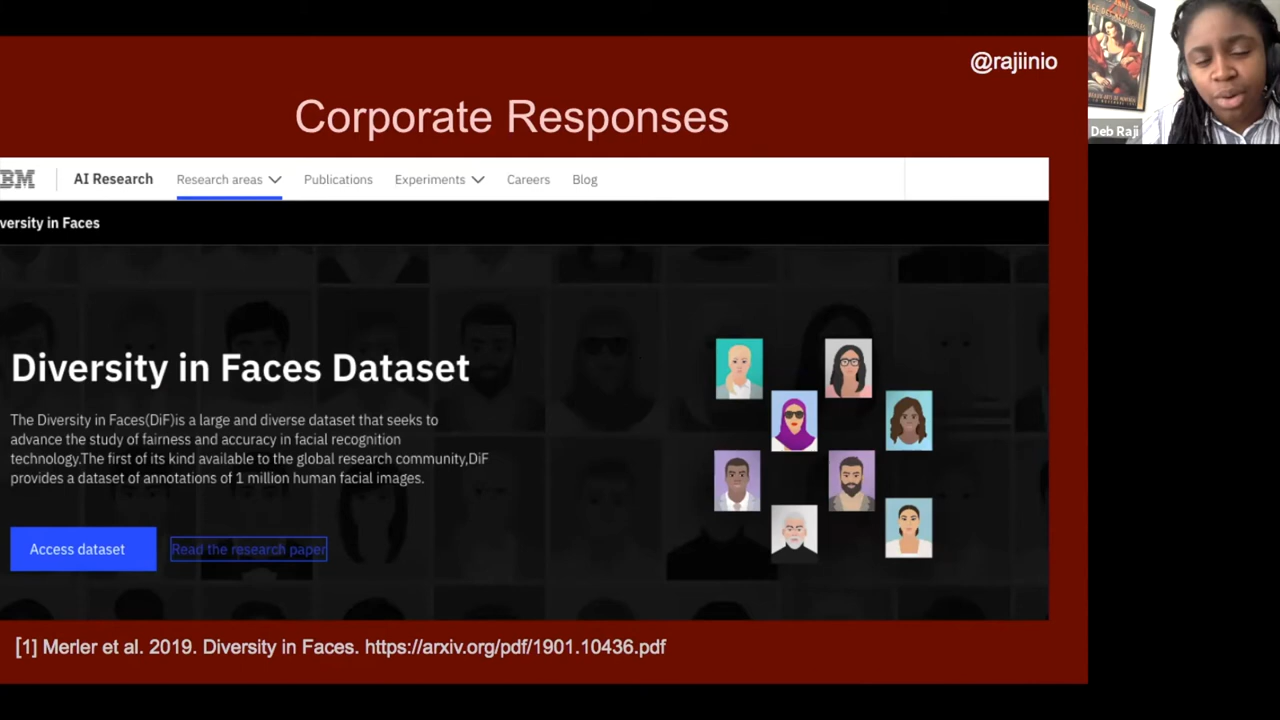 @rajiinio
Corporate Responses
Deb Raji
BM
AI Research
Research areas
Publications
Experiments
Careers
Blog
versity in Faces
Diversity in Faces Dataset
The Diversity in Faces(DiF)is a large and diverse dataset that seeks to
advance the study of fairness and accuracy in facial recognition
technology.The first of its kind available to the global research community,DiF
provides a dataset of annotations of 1 million human facial images.
Access dataset
Read the research paper
[1] Merler et al. 2019. Diversity in Faces. https://arxiv.org/pdf/1901.10436.pdf